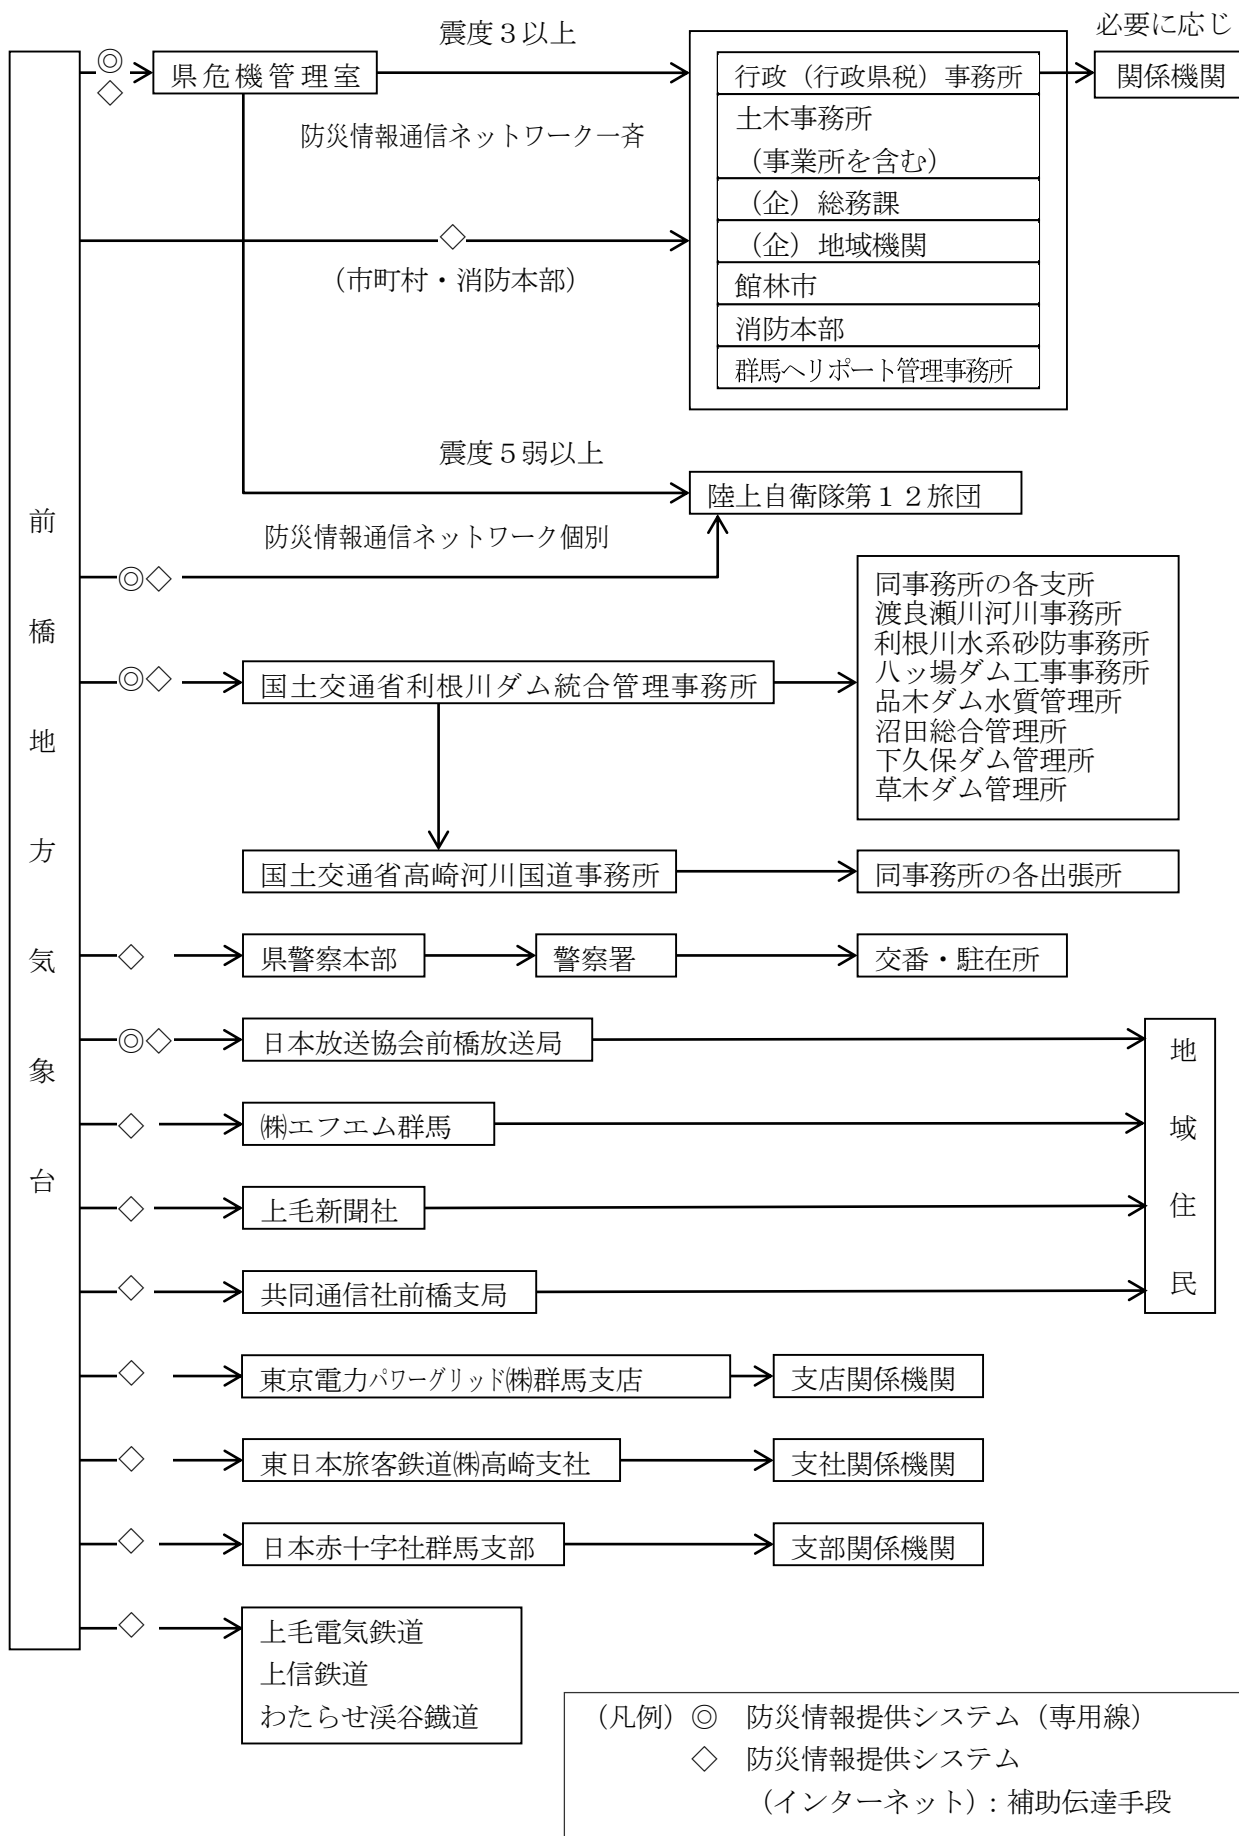 前橋地方気象台
◎
◇
県危機管理室
震度３以上
防災情報通信ネットワーク一斉
◇
（市町村・消防本部）
行政（行政県税）事務所
土木事務所
（事業所を含む）
（企）総務課
（企）地域機関
館林市
消防本部
群馬ヘリポート管理事務所
必要に応じ
関係機関
震度５弱以上
陸上自衛隊第１２旅団
防災情報通信ネットワーク個別
◎◇
◎◇
国土交通省利根川ダム統合管理事務所
同事務所の各支所
渡良瀬川河川事務所
利根川水系砂防事務所
八ッ場ダム工事事務所
品木ダム水質管理所
沼田総合管理所
下久保ダム管理所
草木ダム管理所
国土交通省高崎河川国道事務所
同事務所の各出張所
◇
県警察本部
警察署
交番・駐在所
◎◇
日本放送協会前橋放送局
◇
㈱エフエム群馬
◇
上毛新聞社
◇
共同通信社前橋支局
地域住民
◇
東京電力パワーグリッド㈱群馬支店
支店関係機関
◇
東日本旅客鉄道㈱高崎支社
支社関係機関
◇
日本赤十字社群馬支部
支部関係機関
◇
上毛電気鉄道
上信鉄道
わたらせ渓谷鐵道
（凡例）◎　防災情報提供システム（専用線）
◇　防災情報提供システム
（インターネット）：補助伝達手段